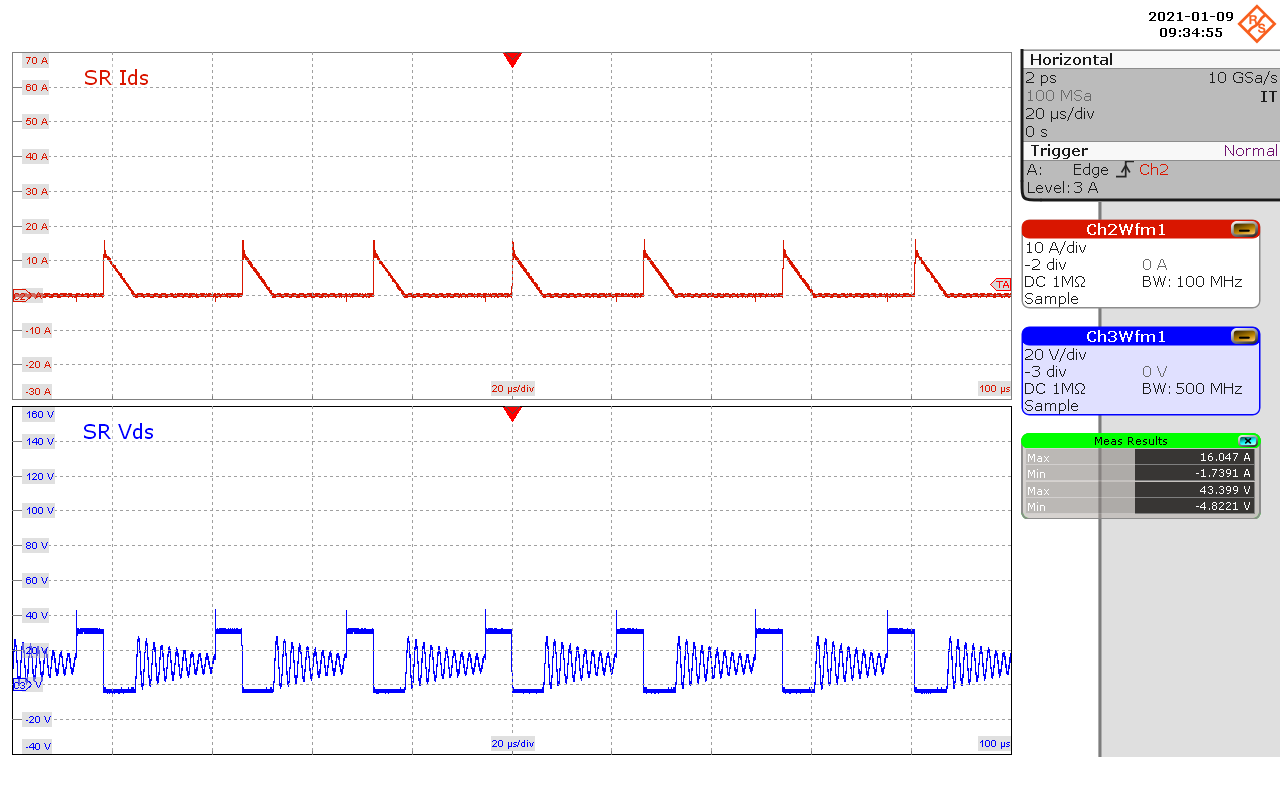 2021-01-09
09:34:55
R&S
70 A
SR Ids
60 A
50 A
40 A
30 A
20 A
10 A
C2 A
TA
-10 A
-20 A
-30 A
20 µs/div
100 µs
160 V
SR Vds
140 V
120 V
100 V
80 V
60 V
40 V
20 V
C3 V
-20 V
-40 V
20 µs/div
100 µs
Horizontal
2 ps 10 GSa/s
100 MSa IT
20 µs/div
0 s
Trigger Normal
A: Edge Ch2
Level: 3 A
Ch2Wfm1
10 A/div
-2 div 0 A
DC 1MΩ BW: 100 MHz
Sample
Ch3Wfm1
20 V/div
-3 div 0 V
DC 1MΩ BW: 500 MHz
Sample
Meas Results
Max 16.047 A
Min -1.7391 A
Max 43.399 V
Min -4.8221 V